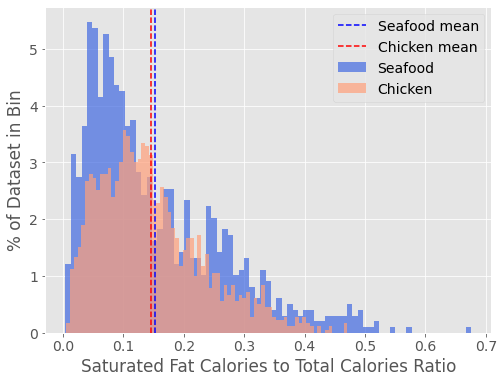 Seafood mean
Chicken mean
Seafood
Chicken
% of Dataset in Bin
5
4
3
2
1
0
0.0 0.1 0.2 0.3 0.4 0.5 0.6 0.7
Saturated Fat Calories to Total Calories Ratio